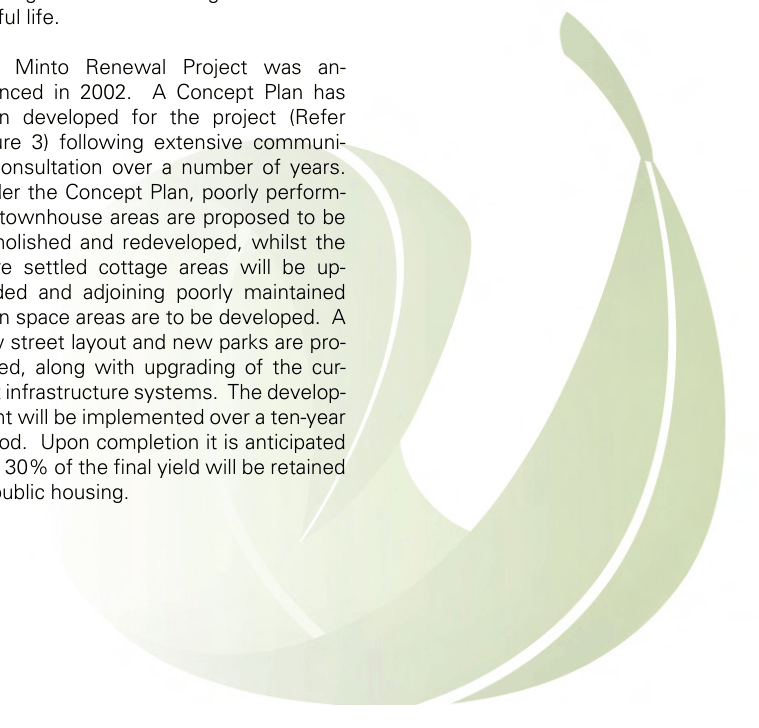 ful life.
Minto Renewal Project was an-
nced in 2002. A Concept Plan has
n developed for the project (Refer
ure 3) following extensive communi-
onsultation over a number of years.
er the Concept Plan, poorly perform-
townhouse areas are proposed to be
nolished and redeveloped, whilst the
e settled cottage areas will be up-
ded and adjoining poorly maintained
n space areas are to be developed. A
street layout and new parks are pro-
ed, along with upgrading of the cur-
infrastructure systems. The develop-
nt will be implemented over a ten-year
od. Upon completion it is anticipated
30% of the final yield will be retained
public housing.